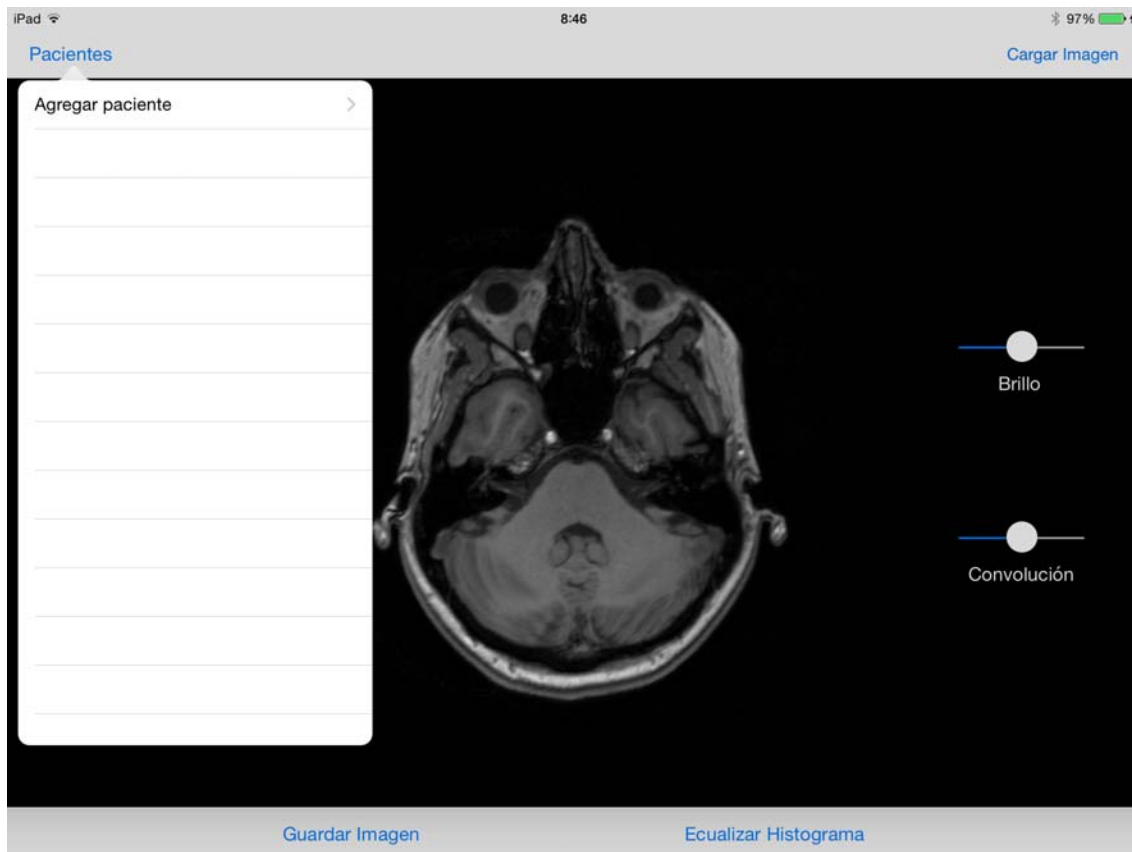 iPad 8:46 97%
Pacientes Cargar Imagen
Agregar paciente
Brillo
Convolución
Guardar Imagen Ecualizar Histograma